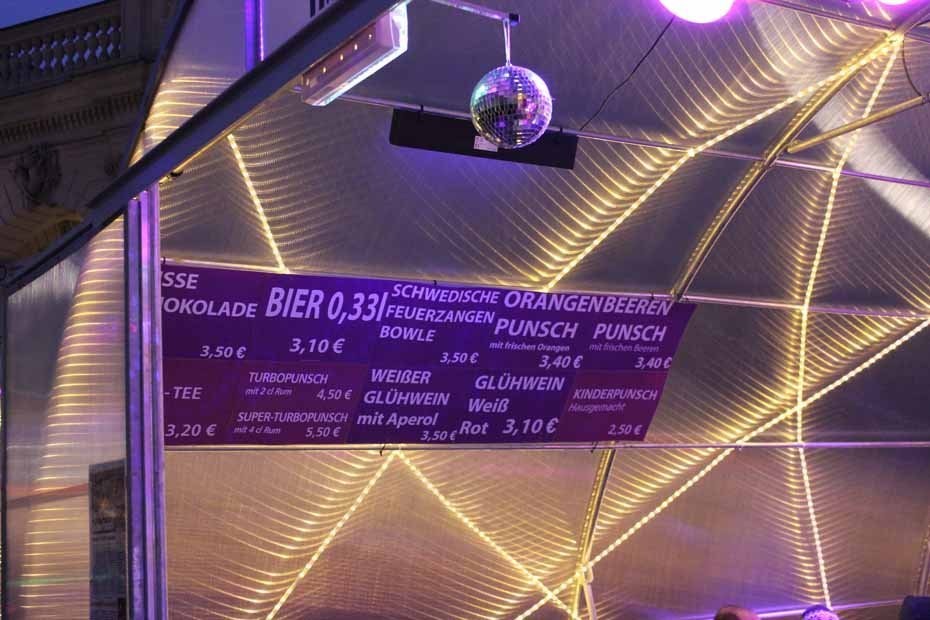 SSE
OKOLADE
3,50 €
BIER 0,33l
3,10 €
SCHWEDISCHE
FEUERZANGEN
BOWLE
3,50 €
ORANGEN
PUNSCH
mit frischen Orangen
3,40 €
BEEREN
PUNSCH
mit frischen Beeren
3,40 €
- TEE
3,20 €
TURBOPUNSCH
mit 2 cl Rum 4,50 €
SUPER-TURBOPUNSCH
mit 4 cl Rum 5,50 €
WEIßER
GLÜHWEIN
mit Aperol
3,50 €
GLÜHWEIN
Weiß
Rot 3,10 €
KINDERPUNSCH
Hausgemacht
2,50 €